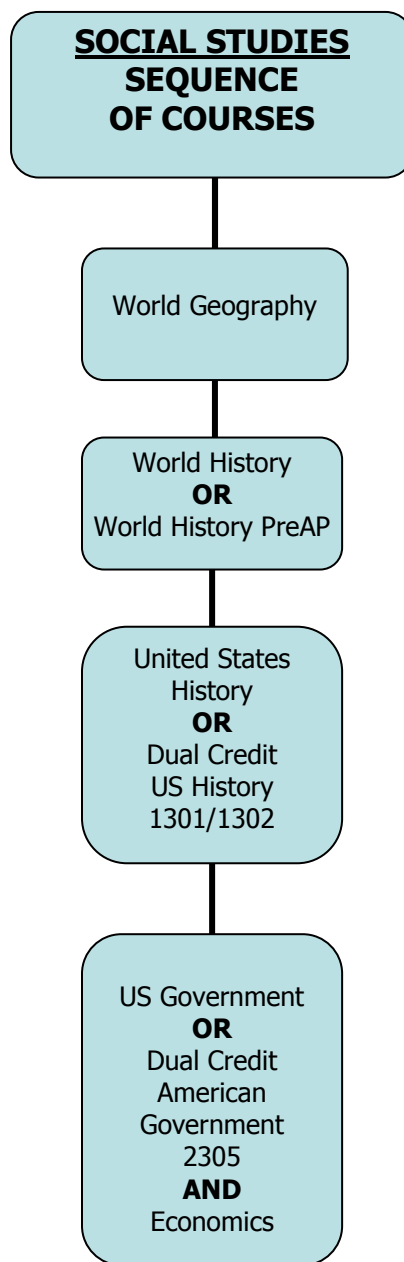 SOCIAL STUDIES
SEQUENCE
OF COURSES
World Geography
World History
OR
World History PreAP
United States
History
OR
Dual Credit
US History
1301/1302
US Government
OR
Dual Credit
American
Government
2305
AND
Economics